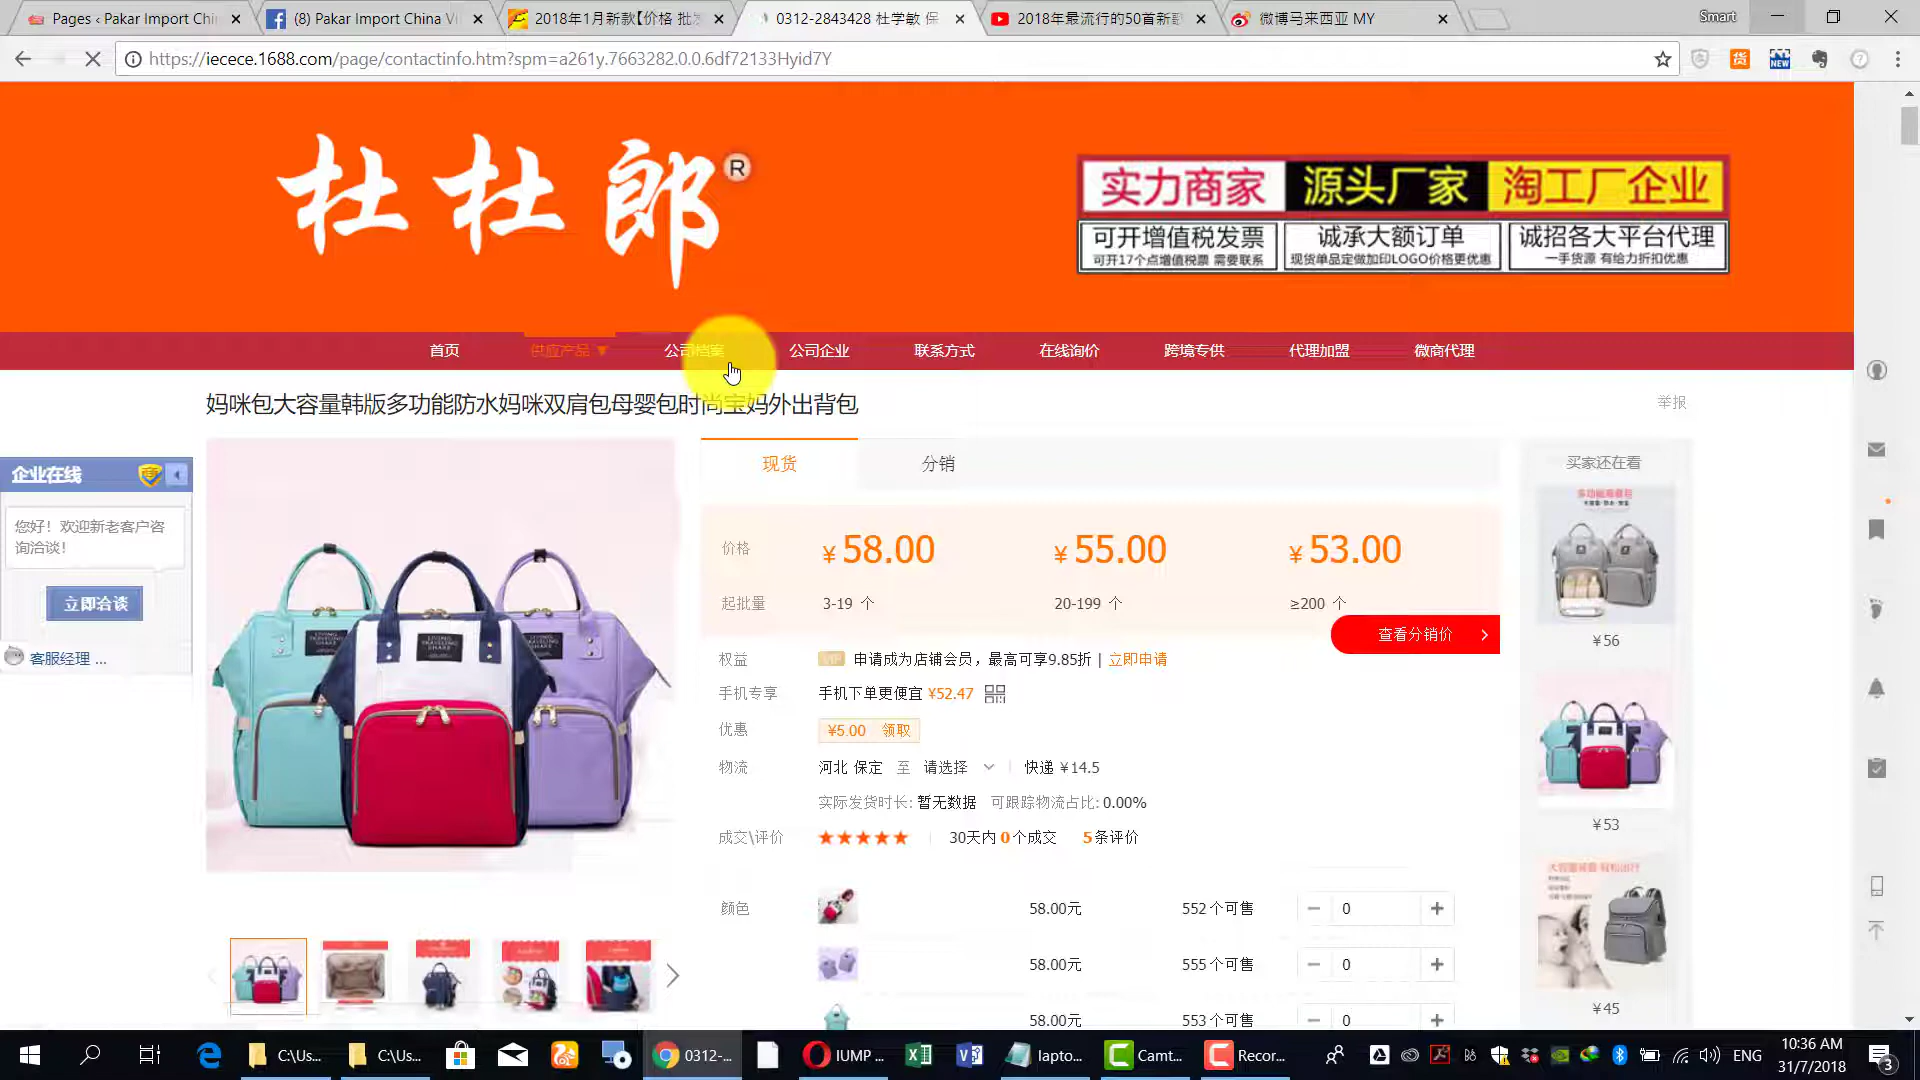 Pages ‹ Pakar Import Chi
(8) Pakar Import China VI
2018年1月新款【价格 批发
0312-2843428 杜学敏 保
2018年最流行的50首新歌
微博马来西亚 MY
Smart
https://iecece.1688.com/page/contactinfo.htm?spm=a261y.7663282.0.0.6df72133Hyid7Y
货
NEW
杜杜郎®
实力商家 源头厂家 淘工厂企业
可开增值税发票 诚承大额订单 诚招各大平台代理
可开17个点增值税票 需要联系 现货单品定做加印LOGO价格更优惠 一手货源 有给力折扣优惠
首页 供应产品 公司档案 公司企业 联系方式 在线询价 跨境专供 代理加盟 微商代理
妈咪包大容量韩版多功能防水妈咪双肩包母婴包时尚宝妈外出背包
举报
企业在线
您好！欢迎新老客户咨
询洽谈！
立即洽谈
客服经理 ...
现货 分销
价格 ¥ 58.00 ¥ 55.00 ¥ 53.00
起批量 3-19 个 20-199 个 ≥200 个
查看分销价
权益 VIP 申请成为店铺会员，最高可享9.85折 | 立即申请
手机专享 手机下单更便宜 ¥52.47
优惠 ¥5.00 领取
物流 河北 保定 至 请选择 快递 ¥14.5
实际发货时长: 暂无数据 可跟踪物流占比: 0.00%
成交\评价 30天内 0 个成交 5 条评价
颜色 58.00元 552 个可售 0
58.00元 555 个可售 0
58.00元 553 个可售 0
LIVING TRAVELING SHARE
买家还在看
¥56
¥53
¥45
C:\Us...
C:\Us...
0312-...
IUMP ...
lapto...
Camt...
Recor...
ENG
10:36 AM
31/7/2018
3